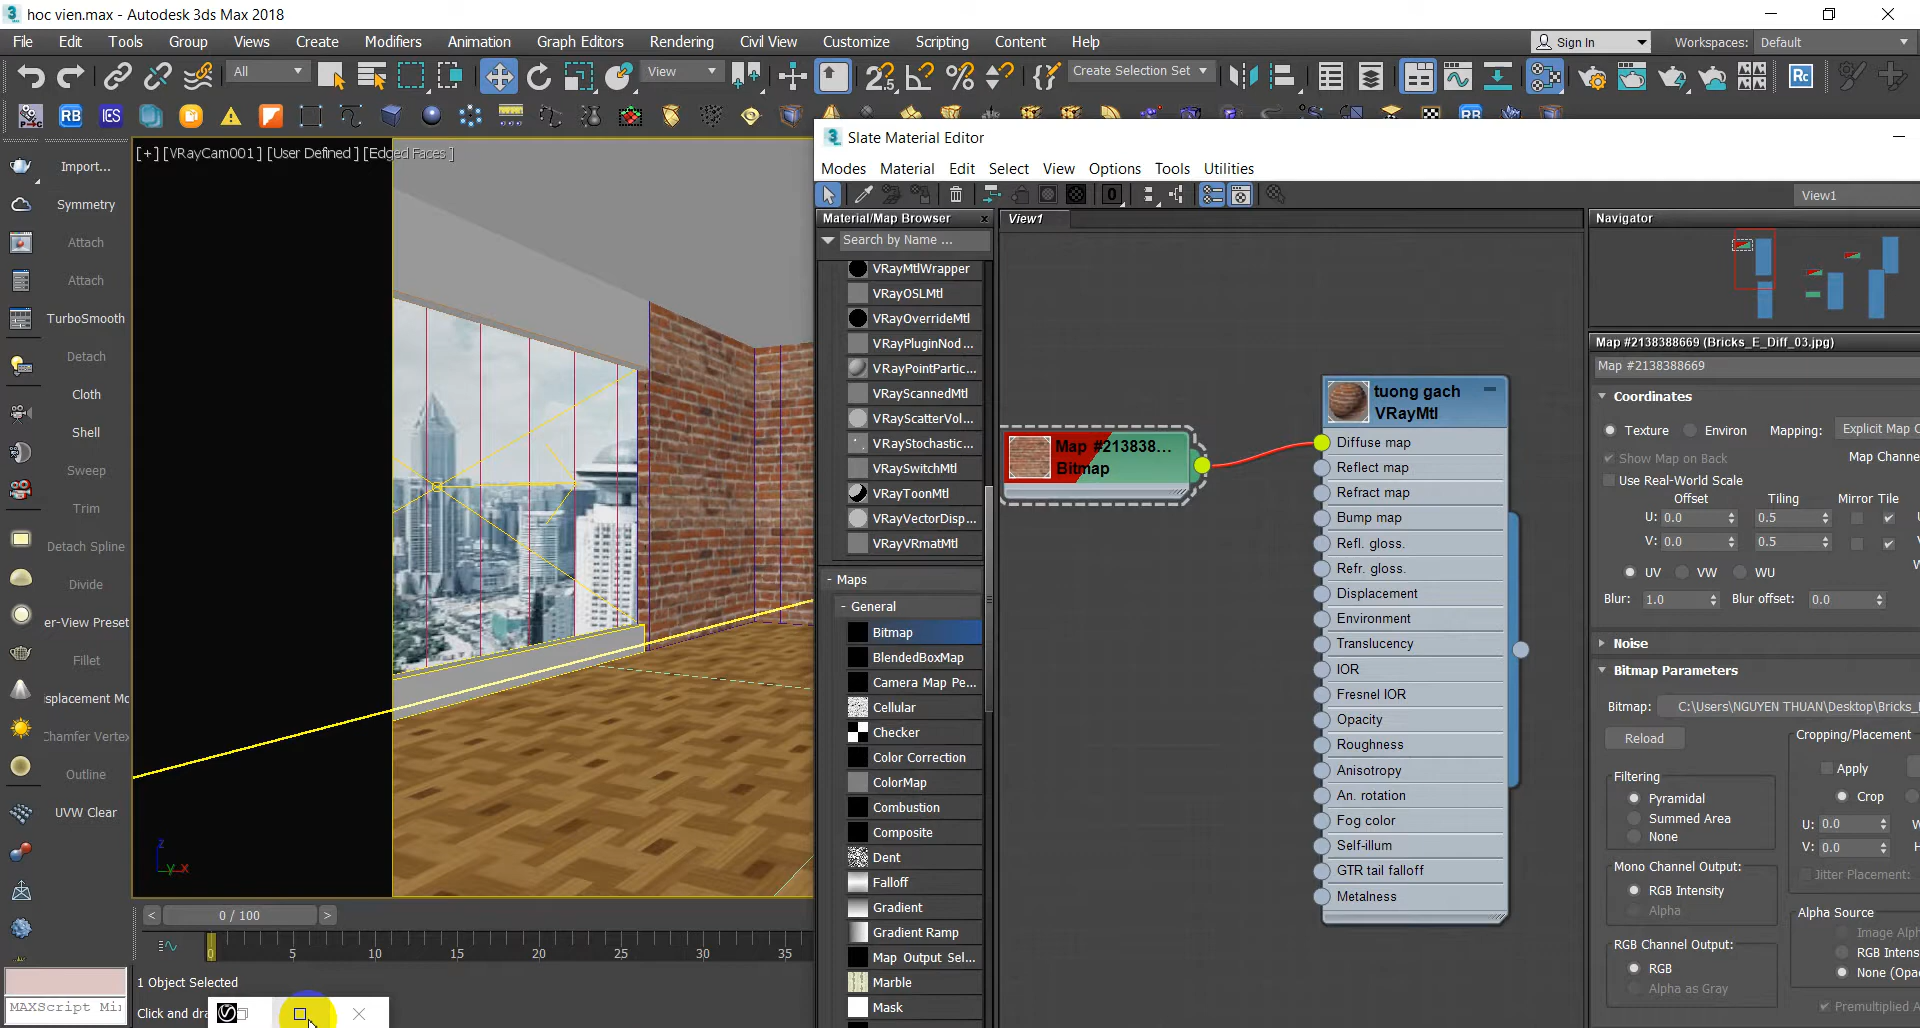 hoc vien.max - Autodesk 3ds Max 2018
File Edit Tools Group Views Create Modifiers Animation Graph Editors Rendering Civil View Customize Scripting Content Help
Sign In Workspaces: Default
All View Create Selection Set
RB IES RB Rc
[+] [VRayCam001] [User Defined] [Edged Faces]
Import...
Symmetry
Attach
Attach
TurboSmooth
Detach
Cloth
Shell
Sweep
Trim
Detach Spline
Divide
er-View Preset
Fillet
splacement Mo
Chamfer Vertex
Outline
UVW Clear
z
y x
< 0 / 100 >
0 5 10 15 20 25 30 35
1 Object Selected
MAXScript Mi
Click and dra
Slate Material Editor
Modes Material Edit Select View Options Tools Utilities
0
View1
Material/Map Browser x
Search by Name ...
VRayMtlWrapper
VRayOSLMtl
VRayOverrideMtl
VRayPluginNod...
VRayPointPartic...
VRayScannedMtl
VRayScatterVol...
VRayStochastic...
VRaySwitchMtl
VRayToonMtl
VRayVectorDisp...
VRayVRmatMtl
- Maps
- General
Bitmap
BlendedBoxMap
Camera Map Pe...
Cellular
Checker
Color Correction
ColorMap
Combustion
Composite
Dent
Falloff
Gradient
Gradient Ramp
Map Output Sel...
Marble
Mask
View1
Map #213838...
Bitmap
tuong gach
VRayMtl
Diffuse map
Reflect map
Refract map
Bump map
Refl. gloss.
Refr. gloss.
Displacement
Environment
Translucency
IOR
Fresnel IOR
Opacity
Roughness
Anisotropy
An. rotation
Fog color
Self-illum
GTR tail falloff
Metalness
Navigator
Map #2138388669 (Bricks_E_Diff_03.jpg)
Map #2138388669
Coordinates
Texture Environ Mapping: Explicit Map C
Show Map on Back Map Channe
Use Real-World Scale
Offset Tiling Mirror Tile
U: 0.0 0.5 U
V: 0.0 0.5 V
W
UV VW WU
Blur: 1.0 Blur offset: 0.0
Noise
Bitmap Parameters
Bitmap: C:\Users\NGUYEN THUAN\Desktop\Bricks_
Reload
Cropping/Placement
Apply
Filtering
Pyramidal
Summed Area
None
Crop
U: 0.0 W
V: 0.0 H
Jitter Placement:
Mono Channel Output:
RGB Intensity
Alpha
Alpha Source
Image Alph
RGB Intens
None (Opa
RGB Channel Output:
RGB
Alpha as Gray
Premultiplied A